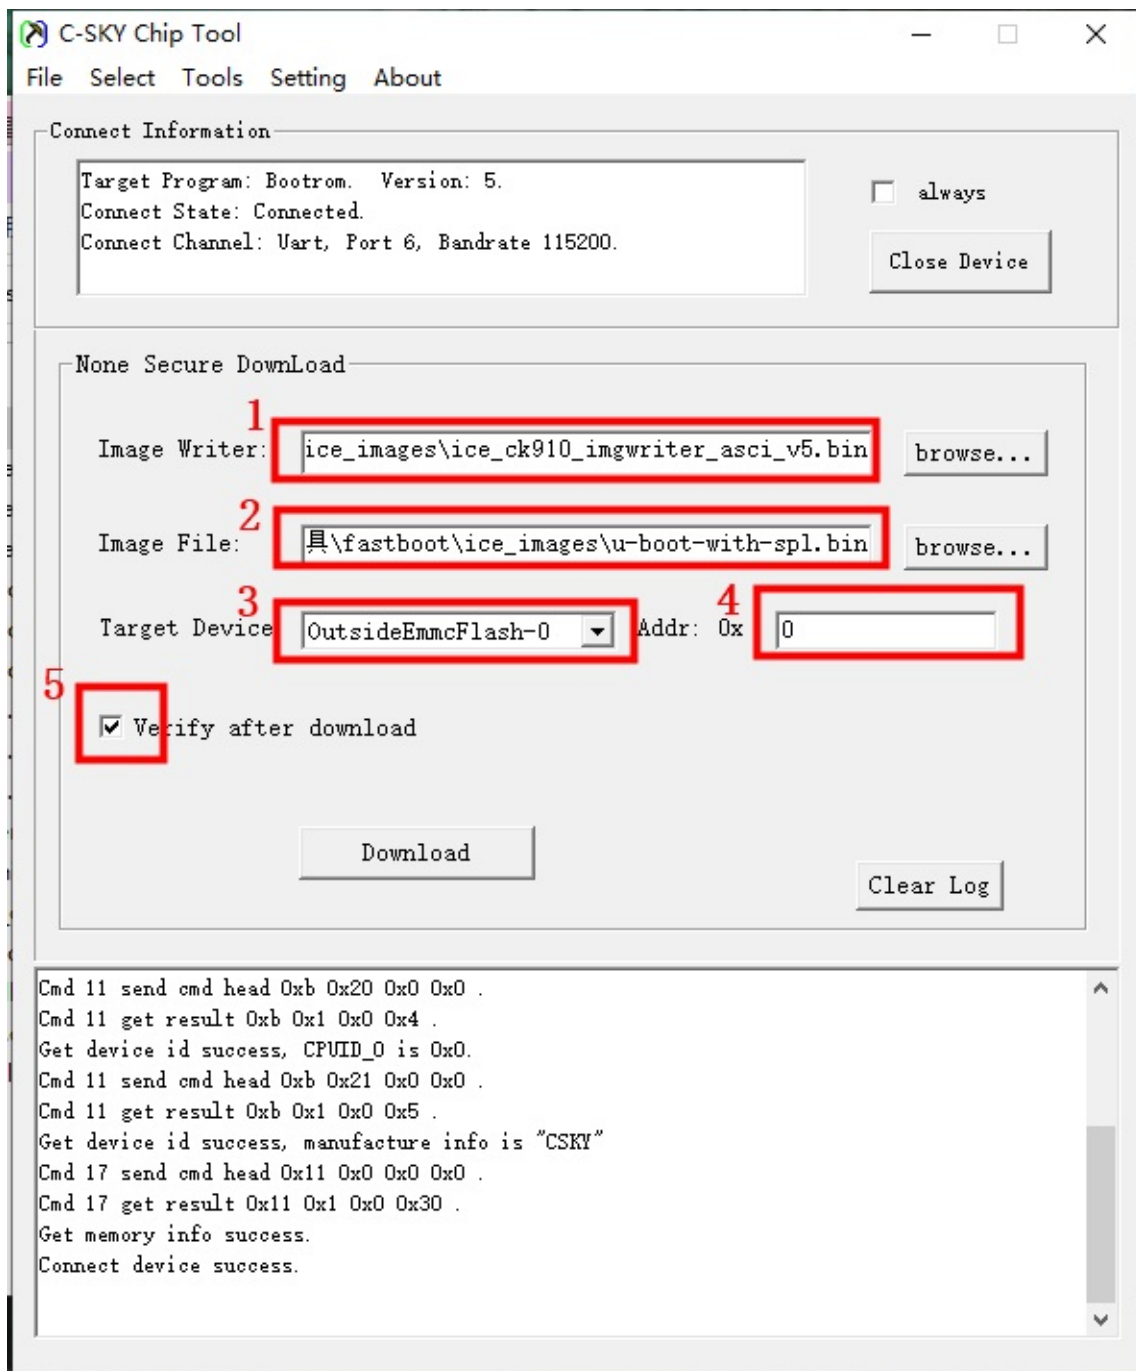 C-SKY Chip Tool
File Select Tools Setting About
Connect Information
Target Program: Bootrom. Version: 5.
Connect State: Connected.
Connect Channel: Uart, Port 6, Bandrate 115200.
always
Close Device
None Secure DownLoad
1
Image Writer: ice_images\ice_ck910_imgwriter_asci_v5.bin browse...
2
Image File: 具\fastboot\ice_images\u-boot-with-spl.bin browse...
3 4
Target Device OutsideEmmcFlash-0 Addr: 0x 0
5
Verify after download
Download
Clear Log
Cmd 11 send cmd head 0xb 0x20 0x0 0x0 .
Cmd 11 get result 0xb 0x1 0x0 0x4 .
Get device id success, CPUID_0 is 0x0.
Cmd 11 send cmd head 0xb 0x21 0x0 0x0 .
Cmd 11 get result 0xb 0x1 0x0 0x5 .
Get device id success, manufacture info is "CSKY"
Cmd 17 send cmd head 0x11 0x0 0x0 0x0 .
Cmd 17 get result 0x11 0x1 0x0 0x30 .
Get memory info success.
Connect device success.